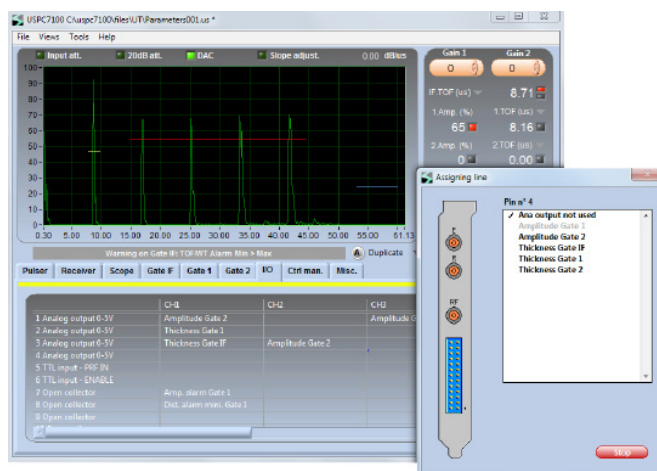 USPC7100 C:\uspc7100\files\UT\Parameters001.us *
File Views Tools Help
Input att. 20dB att. DAC Slope adjust. 0.00 dB/us
Gain 1 Gain 2
0 0
IF.TOF (us) 8.71
1.Amp. (%) 1.TOF (us)
65 8.16
2.Amp. (%) 2.TOF (us)
0 0.00
100
90
80
70
60
50
40
30
20
10
0
0.30 5.00 10.00 15.00 20.00 25.00 30.00 35.00 40.00 45.00 50.00 55.00 61.13
Warning on Gate IF: TOF/WT Alarm Min > Max
A Duplicate
Pulser Receiver Scope Gate IF Gate 1 Gate 2 I/O Ctrl man. Misc.
CH1 CH2 CH3
1 Analog output 0-5V Amplitude Gate 2 Amplitude G
2 Analog output 0-5V Thickness Gate 1
3 Analog output 0-5V Thickness Gate IF Amplitude Gate 2
4 Analog output 0-5V
5 TTL input - PRF IN
6 TTL input - ENABLE
7 Open collector Amp. alarm Gate 1
8 Open collector Dist. alarm mini. Gate 1
9 Open collector
Assigning line
Pin n° 4
✓ Ana output not used
Amplitude Gate 1
Amplitude Gate 2
Thickness Gate IF
Thickness Gate 1
Thickness Gate 2
E
R
RF
Stop